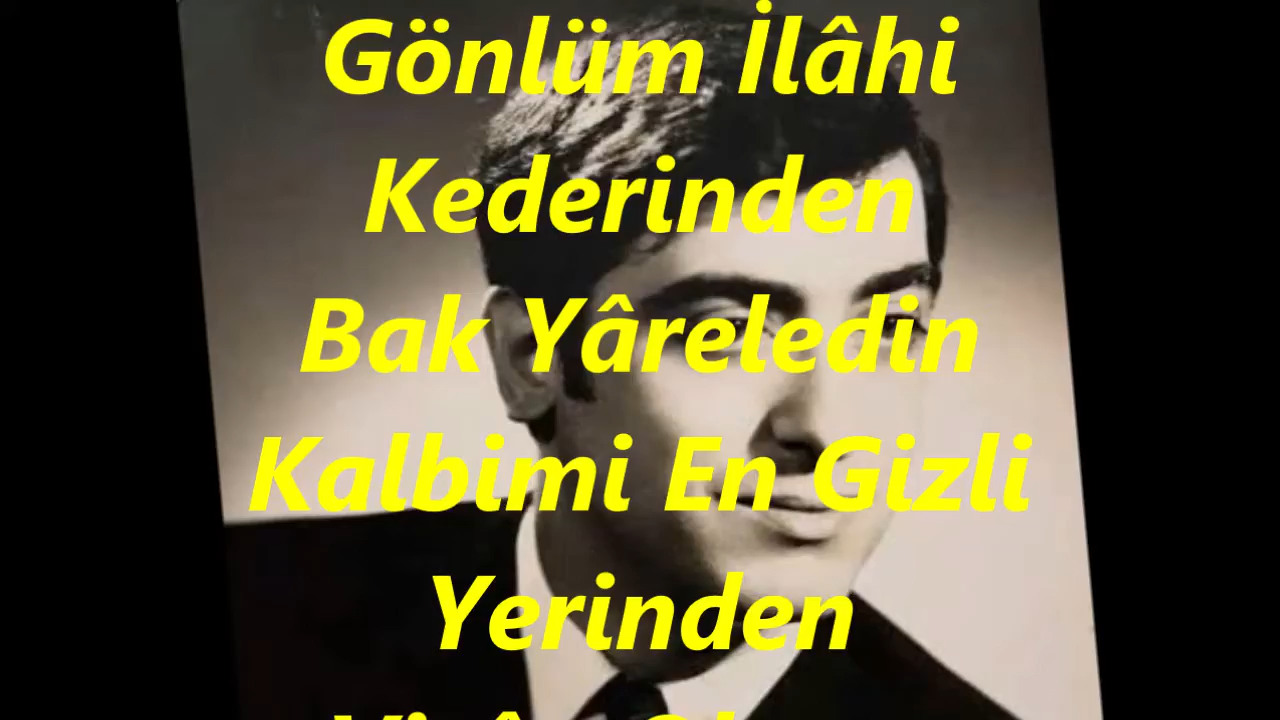 Gönlüm İlâhi
Kederinden
Bak Yâreledin
Kalbimi En Gizli
Yerinden